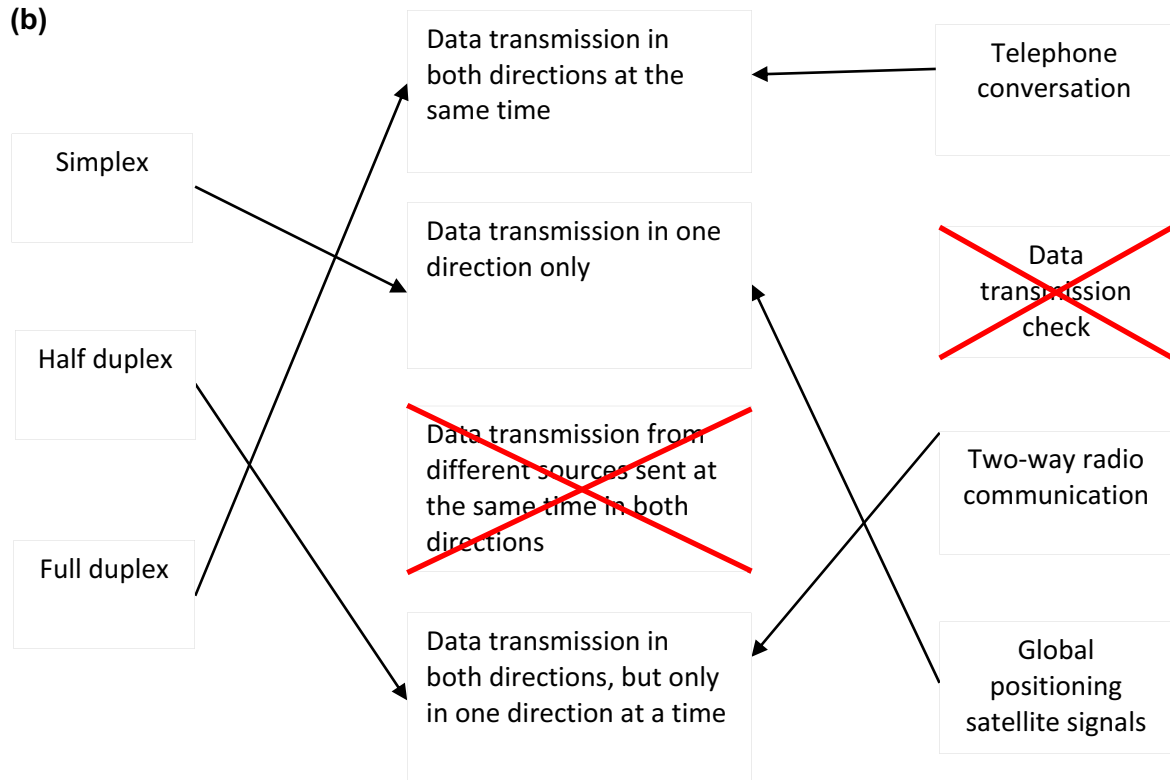 (b)
Simplex
Half duplex
Full duplex
Data transmission in
both directions at the
same time
Data transmission in one
direction only
Data transmission from
different sources sent at
the same time in both
directions
Data transmission in
both directions, but only
in one direction at a time
Telephone
conversation
Data
transmission
check
Two-way radio
communication
Global
positioning
satellite signals